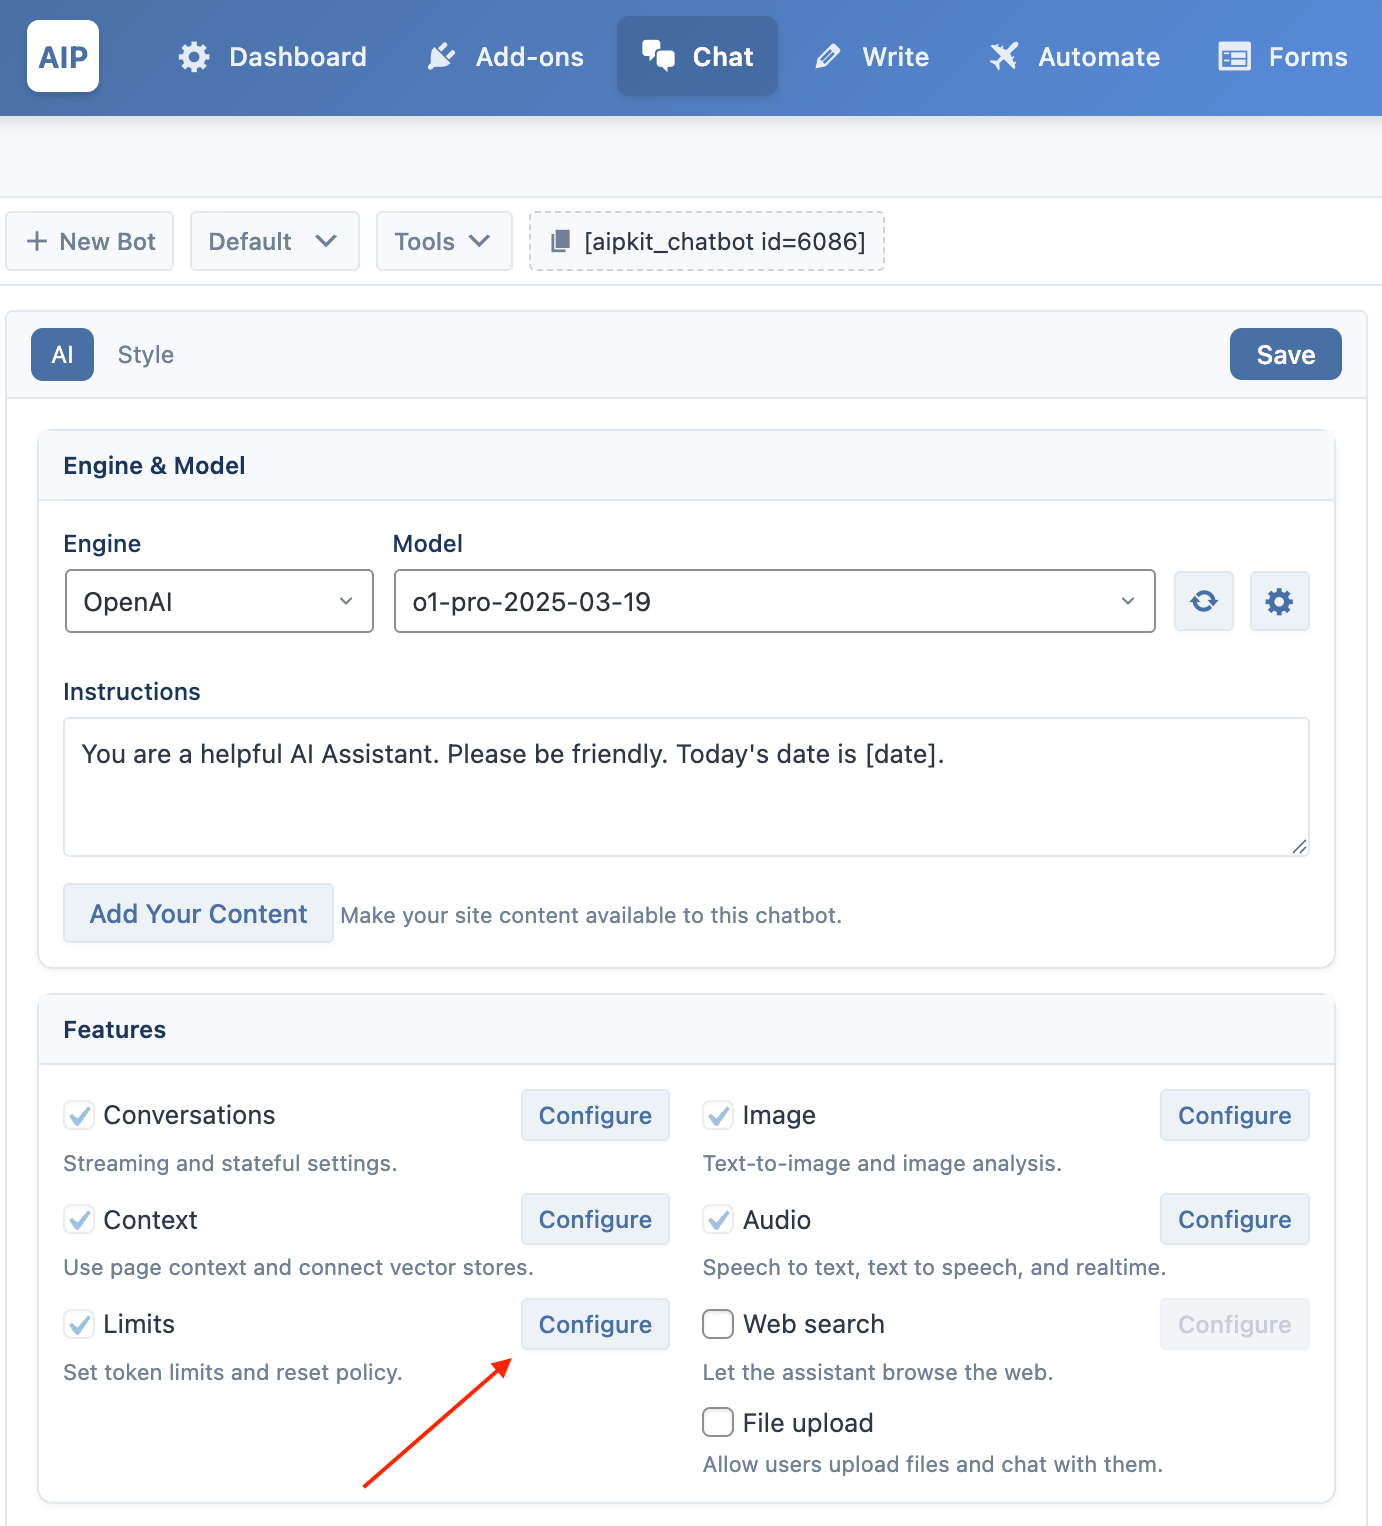 AIP Dashboard Add-ons Chat Write Automate Forms
New Bot Default Tools [aipkit_chatbot id=6086]
AI Style Save
Engine & Model
Engine Model
OpenAI o1-pro-2025-03-19
Instructions
You are a helpful AI Assistant. Please be friendly. Today's date is [date].
Add Your Content Make your site content available to this chatbot.
Features
Conversations Configure Image Configure
Streaming and stateful settings. Text-to-image and image analysis.
Context Configure Audio Configure
Use page context and connect vector stores. Speech to text, text to speech, and realtime.
Limits Configure Web search Configure
Set token limits and reset policy. Let the assistant browse the web.
File upload
Allow users upload files and chat with them.